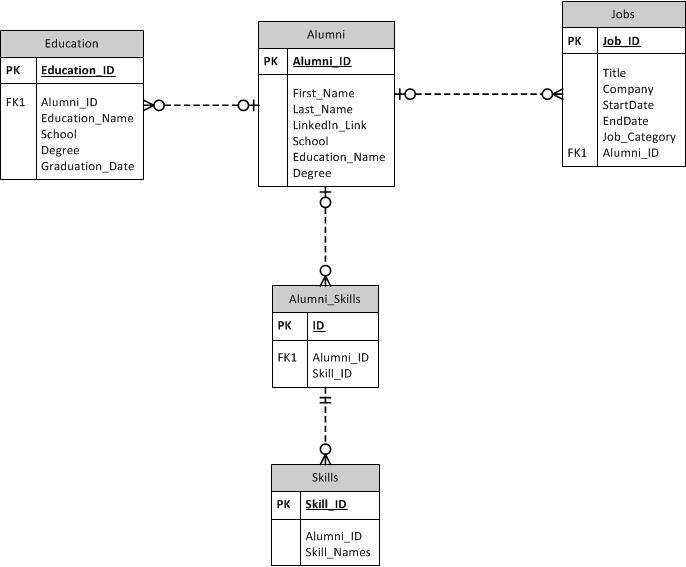 Education
PK Education_ID
FK1 Alumni_ID
Education_Name
School
Degree
Graduation_Date
Alumni
PK Alumni_ID
First_Name
Last_Name
LinkedIn_Link
School
Education_Name
Degree
Jobs
PK Job_ID
Title
Company
StartDate
EndDate
Job_Category
FK1 Alumni_ID
Alumni_Skills
PK ID
FK1 Alumni_ID
Skill_ID
Skills
PK Skill_ID
Alumni_ID
Skill_Names